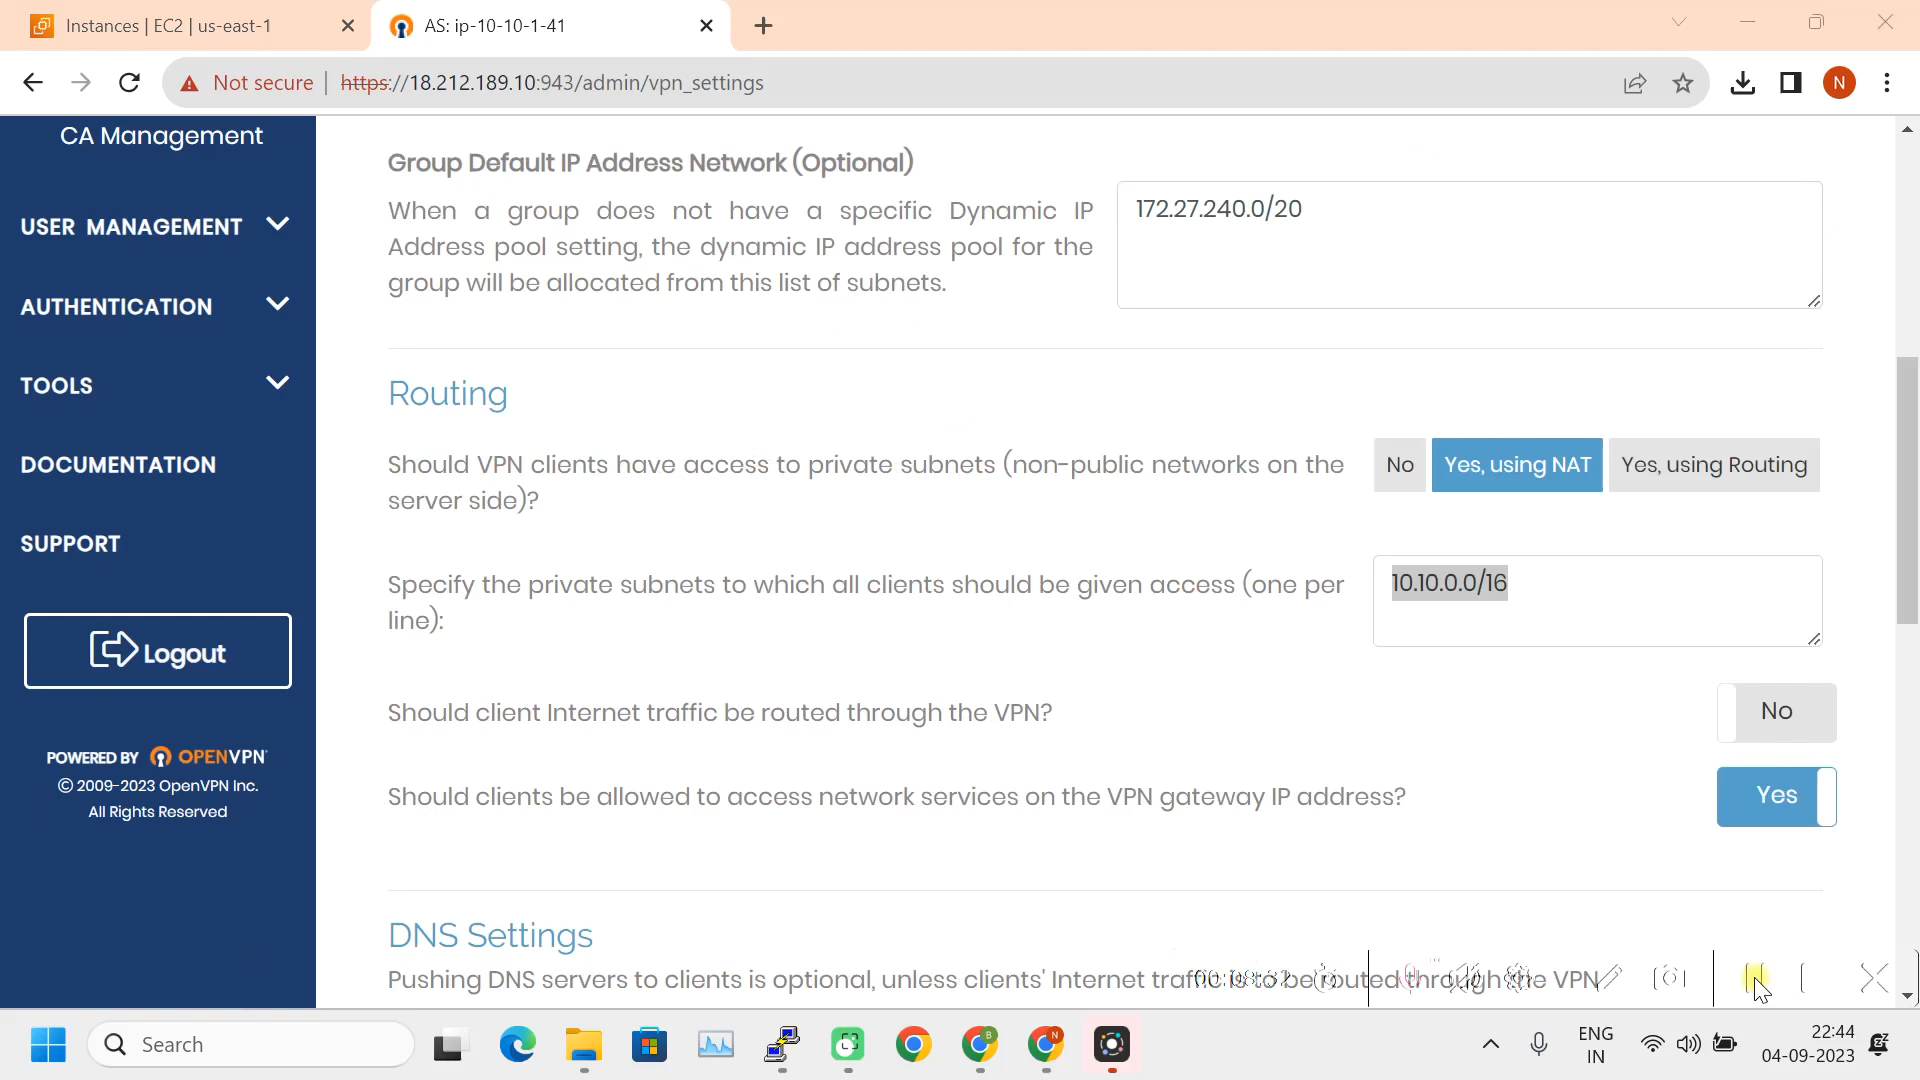 Instances | EC2 | us-east-1
AS: ip-10-10-1-41
Not secure
https://18.212.189.10:943/admin/vpn_settings
N
CA Management
USER MANAGEMENT
AUTHENTICATION
TOOLS
DOCUMENTATION
SUPPORT
Logout
POWERED BY OPENVPN
© 2009-2023 OpenVPN Inc.
All Rights Reserved
Group Default IP Address Network (Optional)
When a group does not have a specific Dynamic IP
Address pool setting, the dynamic IP address pool for the
group will be allocated from this list of subnets.
172.27.240.0/20
Routing
Should VPN clients have access to private subnets (non-public networks on the
server side)?
No
Yes, using NAT
Yes, using Routing
Specify the private subnets to which all clients should be given access (one per
line):
10.10.0.0/16
Should client Internet traffic be routed through the VPN?
No
Should clients be allowed to access network services on the VPN gateway IP address?
Yes
DNS Settings
Pushing DNS servers to clients is optional, unless clients' Internet traffic is to be routed through the VPN
Search
B
N
ENG
IN
22:44
04-09-2023